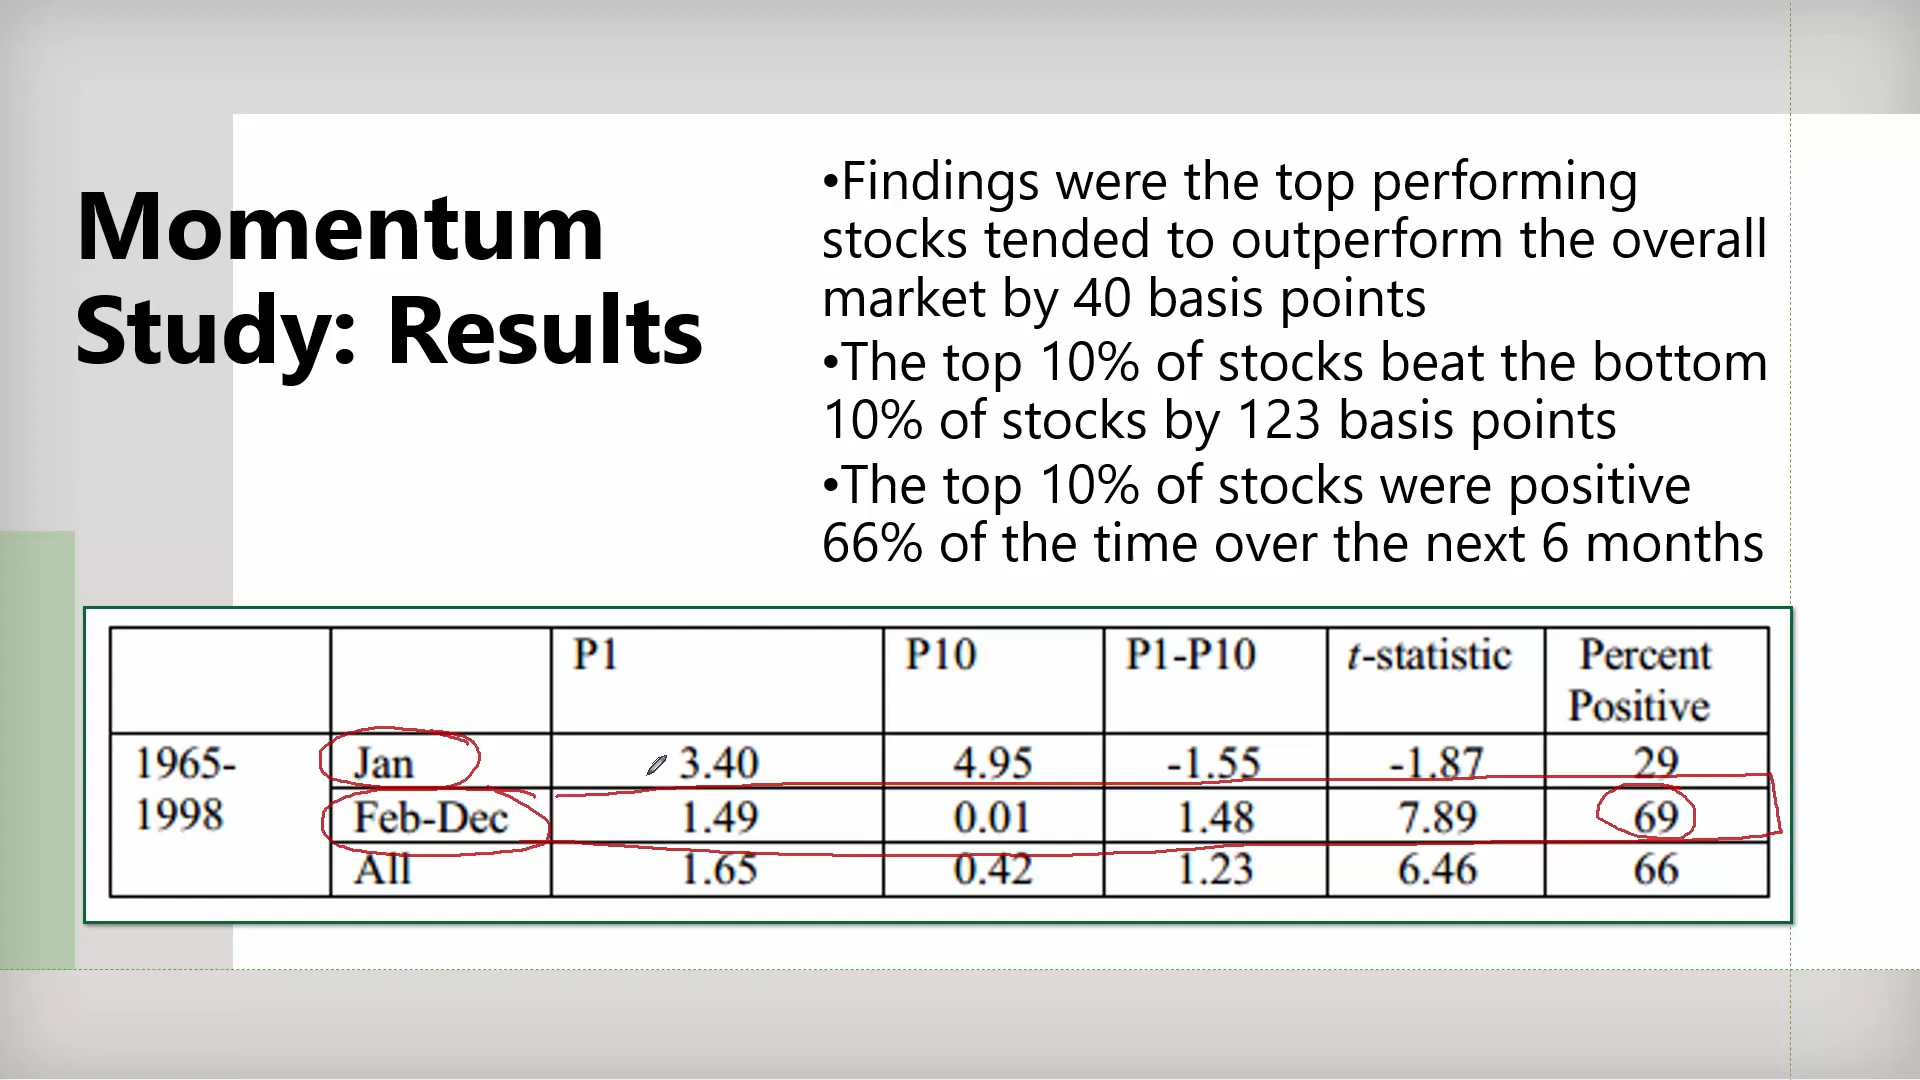 Momentum
Study: Results
•Findings were the top performing
stocks tended to outperform the overall
market by 40 basis points
•The top 10% of stocks beat the bottom
10% of stocks by 123 basis points
•The top 10% of stocks were positive
66% of the time over the next 6 months
P1 P10 P1-P10 t-statistic Percent
Positive
1965- Jan 3.40 4.95 -1.55 -1.87 29
1998 Feb-Dec 1.49 0.01 1.48 7.89 69
All 1.65 0.42 1.23 6.46 66